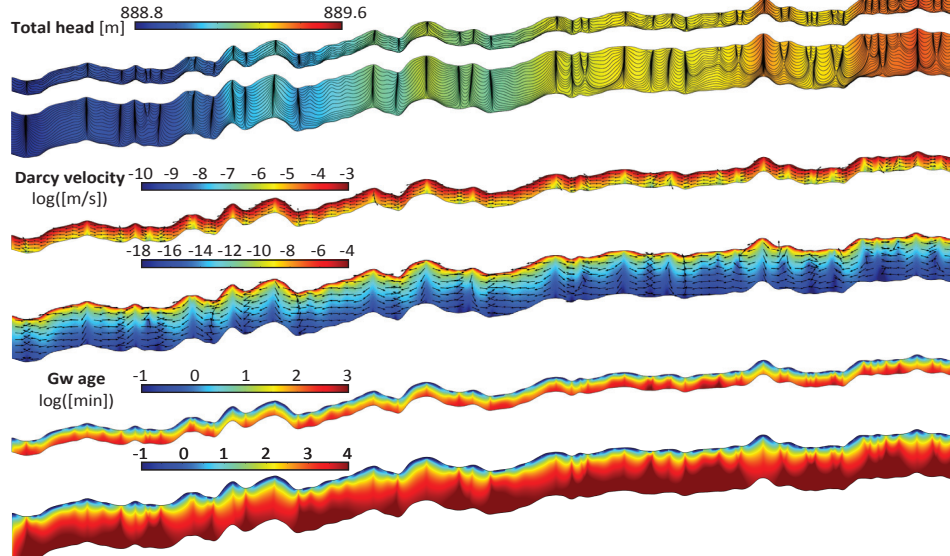 888.8 889.6
Total head [m]
-10 -9 -8 -7 -6 -5 -4 -3
Darcy velocity
log([m/s])
-18 -16 -14 -12 -10 -8 -6 -4
-1 0 1 2 3
Gw age
log([min])
-1 0 1 2 3 4